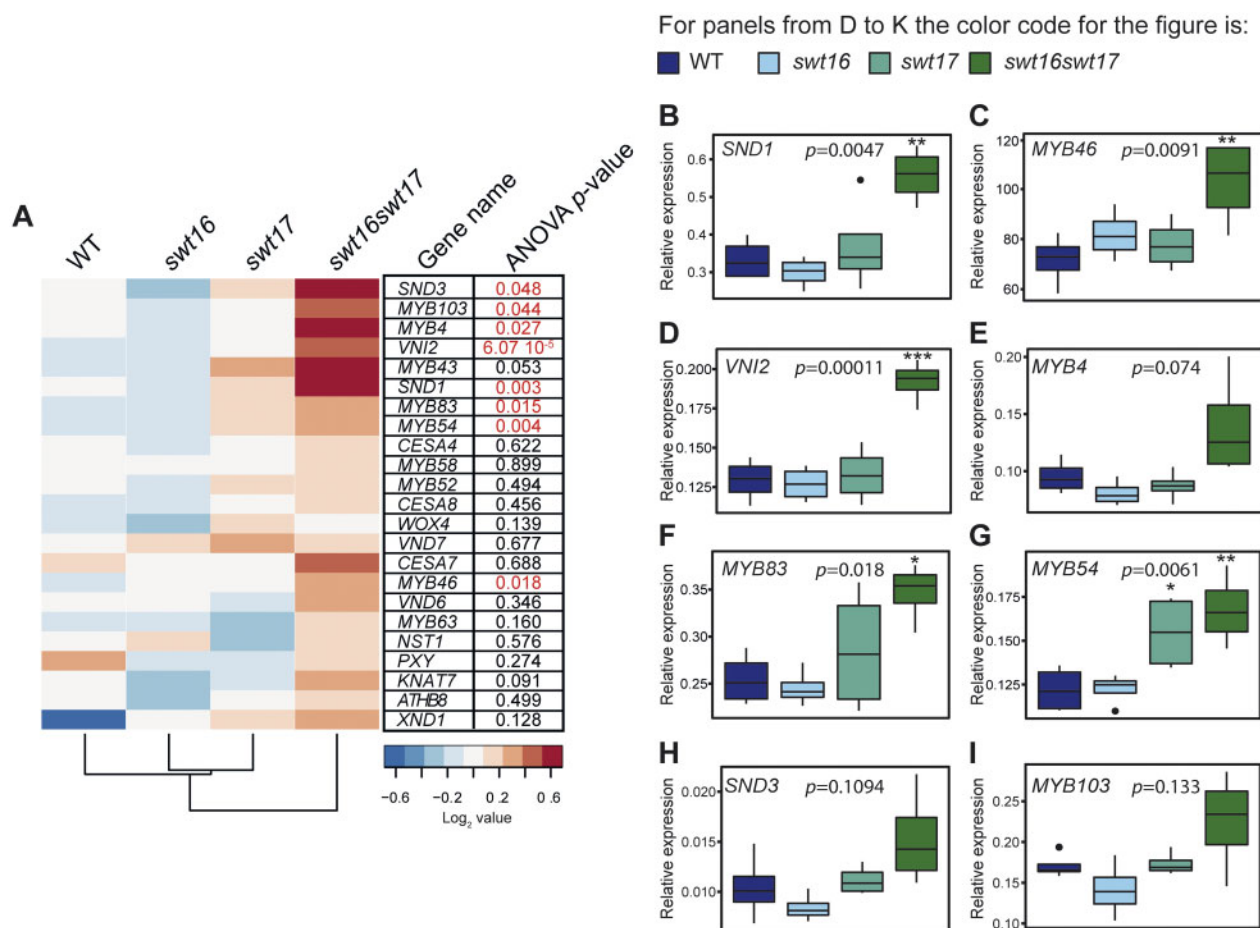 For panels from D to K the color code for the figure is:
WT swt16 swt17 swt16swt17
A
WT swt16 swt17 swt16swt17 Gene name ANOVA p-value
SND3 0.048
MYB103 0.044
MYB4 0.027
VNI2 6.07 10⁻⁵
MYB43 0.053
SND1 0.003
MYB83 0.015
MYB54 0.004
CESA4 0.622
MYB58 0.899
MYB52 0.494
CESA8 0.456
WOX4 0.139
VND7 0.677
CESA7 0.688
MYB46 0.018
VND6 0.346
MYB63 0.160
NST1 0.576
PXY 0.274
KNAT7 0.091
ATHB8 0.499
XND1 0.128
−0.6 −0.2 0.2 0.6
Log₂ value
B
SND1 p=0.0047 **
Relative expression
0.6
0.5
0.4
0.3
C
MYB46 p=0.0091 **
Relative expression
120
100
80
60
D
VNI2 p=0.00011 ***
Relative expression
0.200
0.175
0.150
0.125
E
MYB4 p=0.074
Relative expression
0.20
0.15
0.10
F
MYB83 p=0.018 *
Relative expression
0.35
0.30
0.25
G
MYB54 p=0.0061 **
*
Relative expression
0.175
0.150
0.125
H
SND3 p=0.1094
Relative expression
0.020
0.015
0.010
I
MYB103 p=0.133
Relative expression
0.25
0.20
0.15
0.10